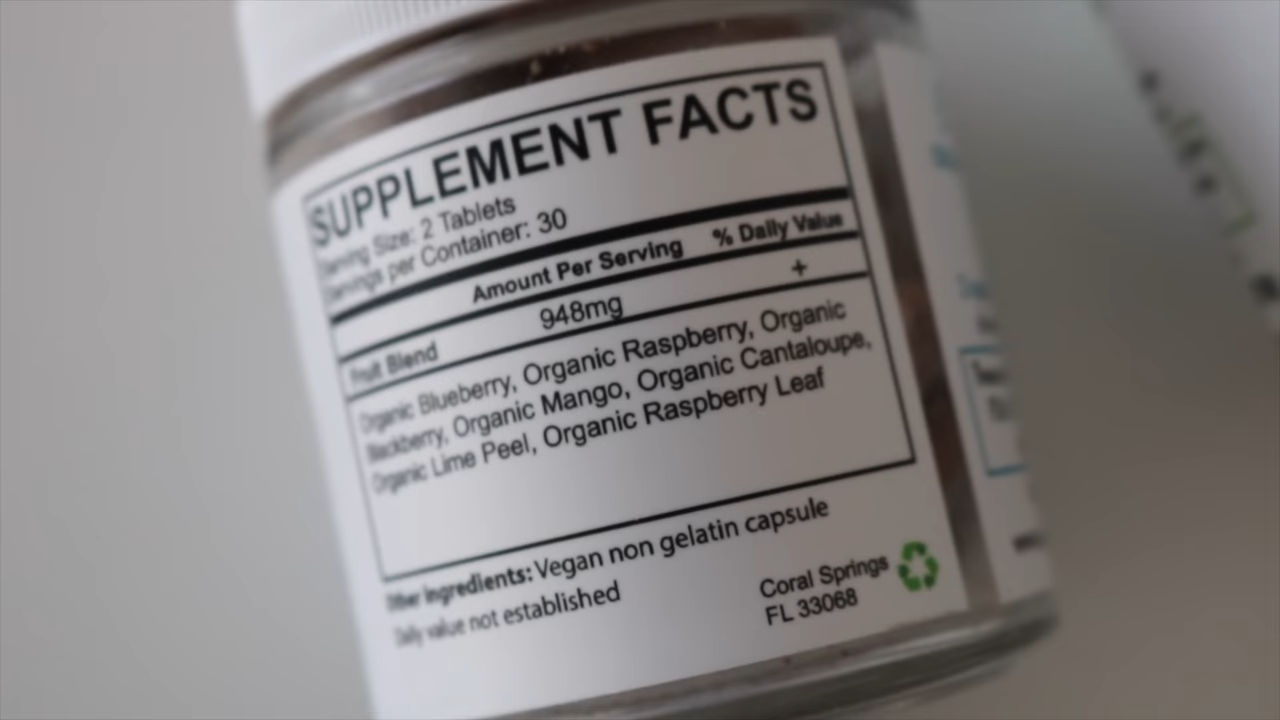 SUPPLEMENT FACTS
Serving Size: 2 Tablets
Servings per Container: 30
Amount Per Serving % Daily Value
Fruit Blend 948mg +
Organic Blueberry, Organic Raspberry, Organic
Blackberry, Organic Mango, Organic Cantaloupe,
Organic Lime Peel, Organic Raspberry Leaf
Other ingredients: Vegan non gelatin capsule
Daily value not established
Coral Springs
FL 33068